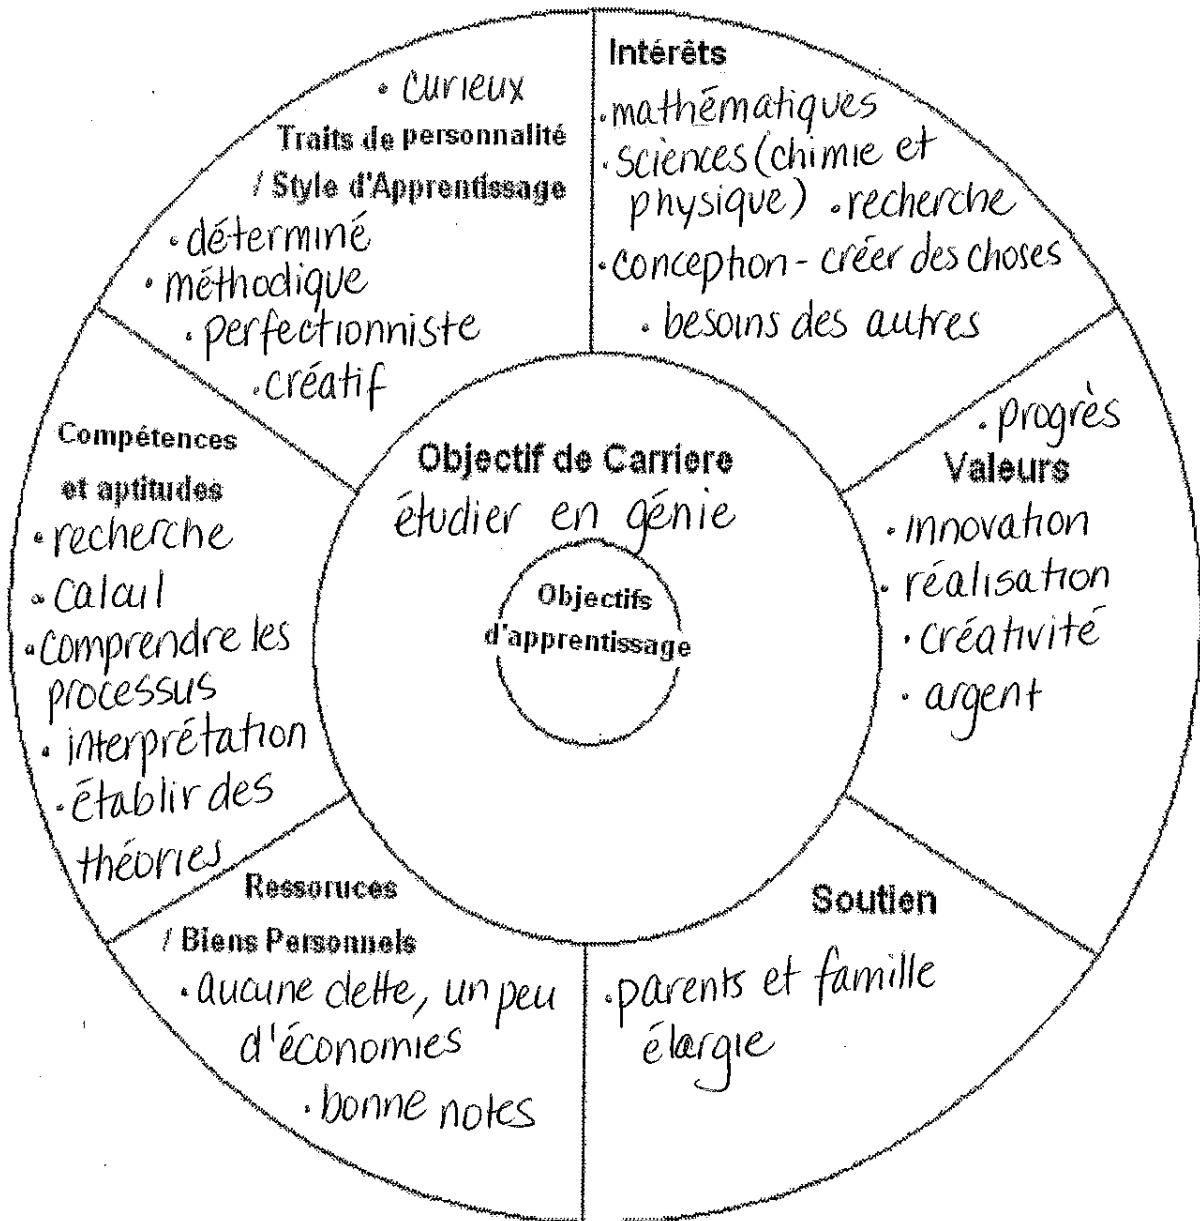 • curieux
Traits de personnalité
/ Style d'Apprentissage
• déterminé
• méthodique
• perfectionniste
• créatif
Intérêts
• mathématiques
• sciences (chimie et
physique) • recherche
• conception - créer des choses
• besoins des autres
• progrès
Valeurs
• innovation
• réalisation
• créativité
• argent
Soutien
• parents et famille
élargie
Ressoruces
/ Biens Personnels
• aucune dette, un peu
d'économies
• bonne notes
Compétences
et aptitudes
• recherche
• calcul
• comprendre les
processus
• interprétation
• établir des
théories
Objectif de Carriere
étudier en génie
Objectifs
d'apprentissage